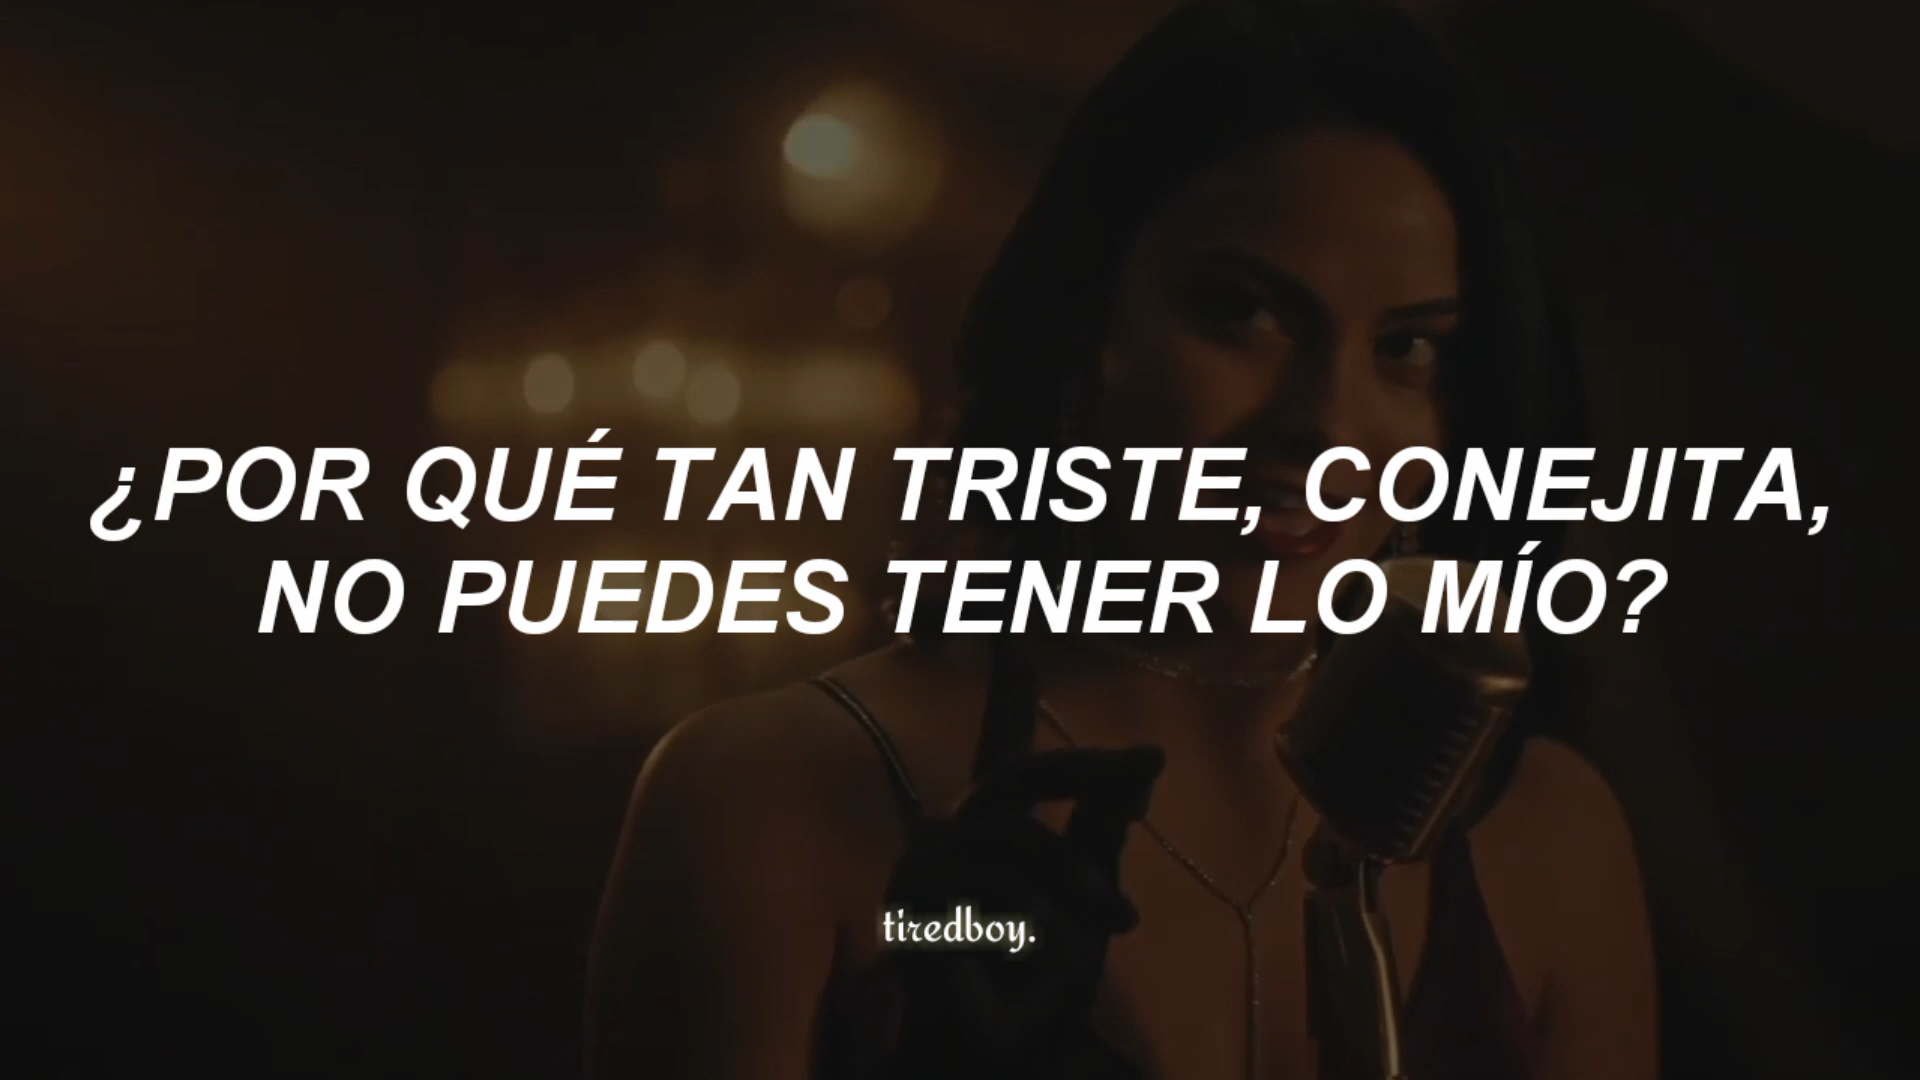 ¿POR QUÉ TAN TRISTE, CONEJITA,
NO PUEDES TENER LO MÍO?
tiredboy.